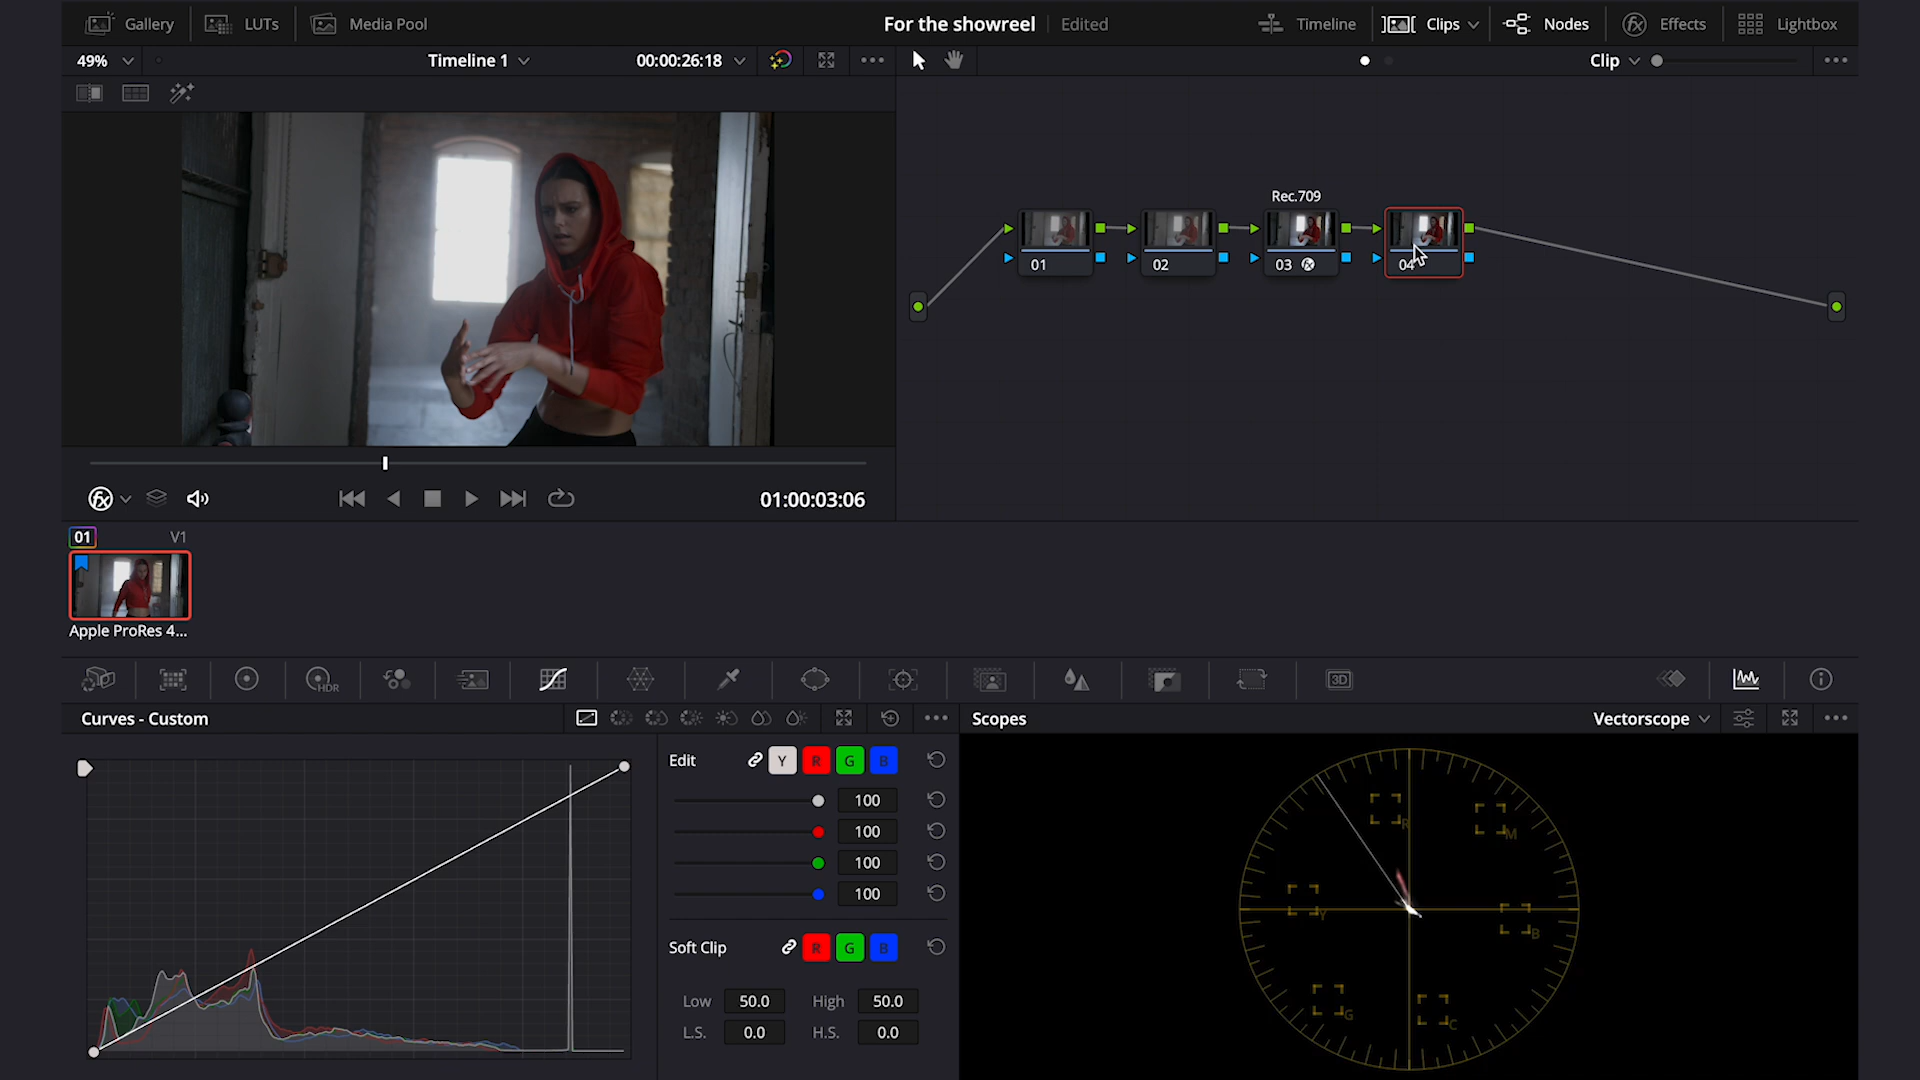 Gallery LUTs Media Pool For the showreel Edited Timeline Clips Nodes Effects Lightbox
49% Timeline 1 00:00:26:18 Clip
Rec.709
01 02 03 04
01:00:03:06
01 V1
Apple ProRes 4...
HDR 3D
Curves - Custom
Edit Y R G B
100
100
100
100
Soft Clip R G B
Low 50.0 High 50.0
L.S. 0.0 H.S. 0.0
Scopes Vectorscope
R M
Y B
G C